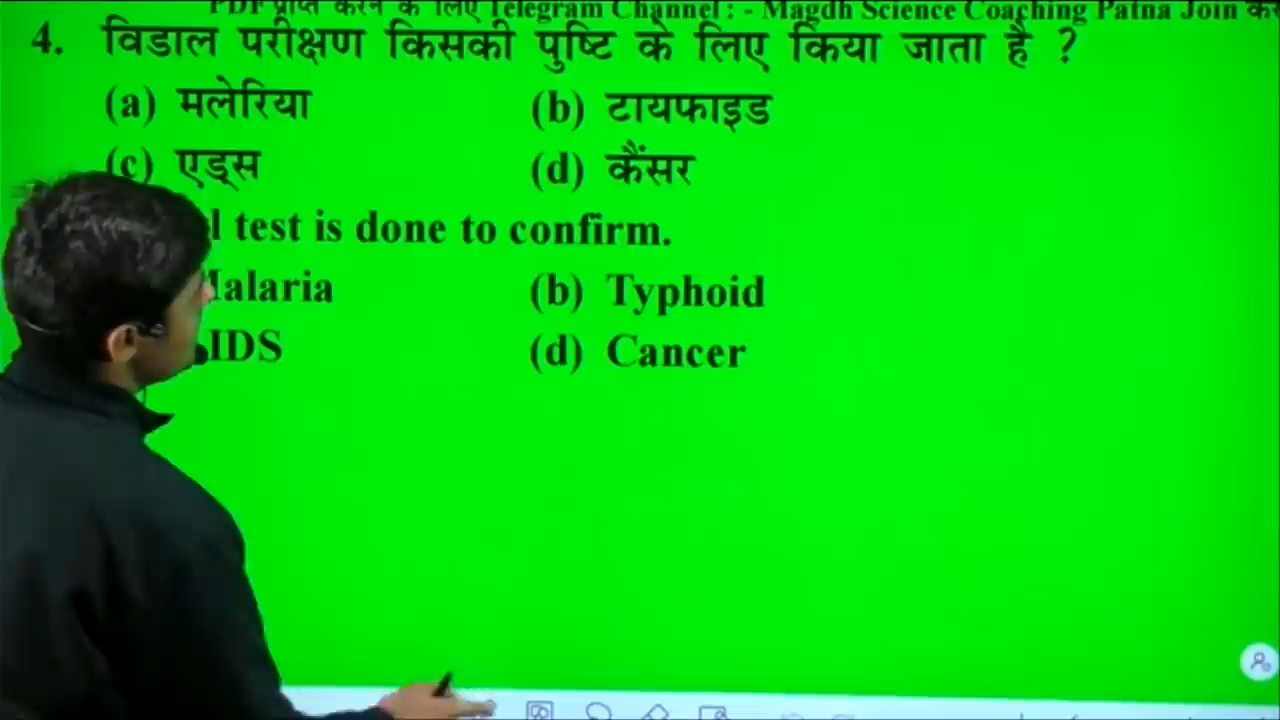 PDF प्राप्त करने के लिए Telegram Channel : - Magdh Science Coaching Patna Join
4. विडाल परीक्षण किसकी पुष्टि के लिए किया जाता है ?
(a) मलेरिया (b) टायफाइड
(c) एड्स (d) कैंसर
l test is done to confirm.
Malaria (b) Typhoid
IDS (d) Cancer